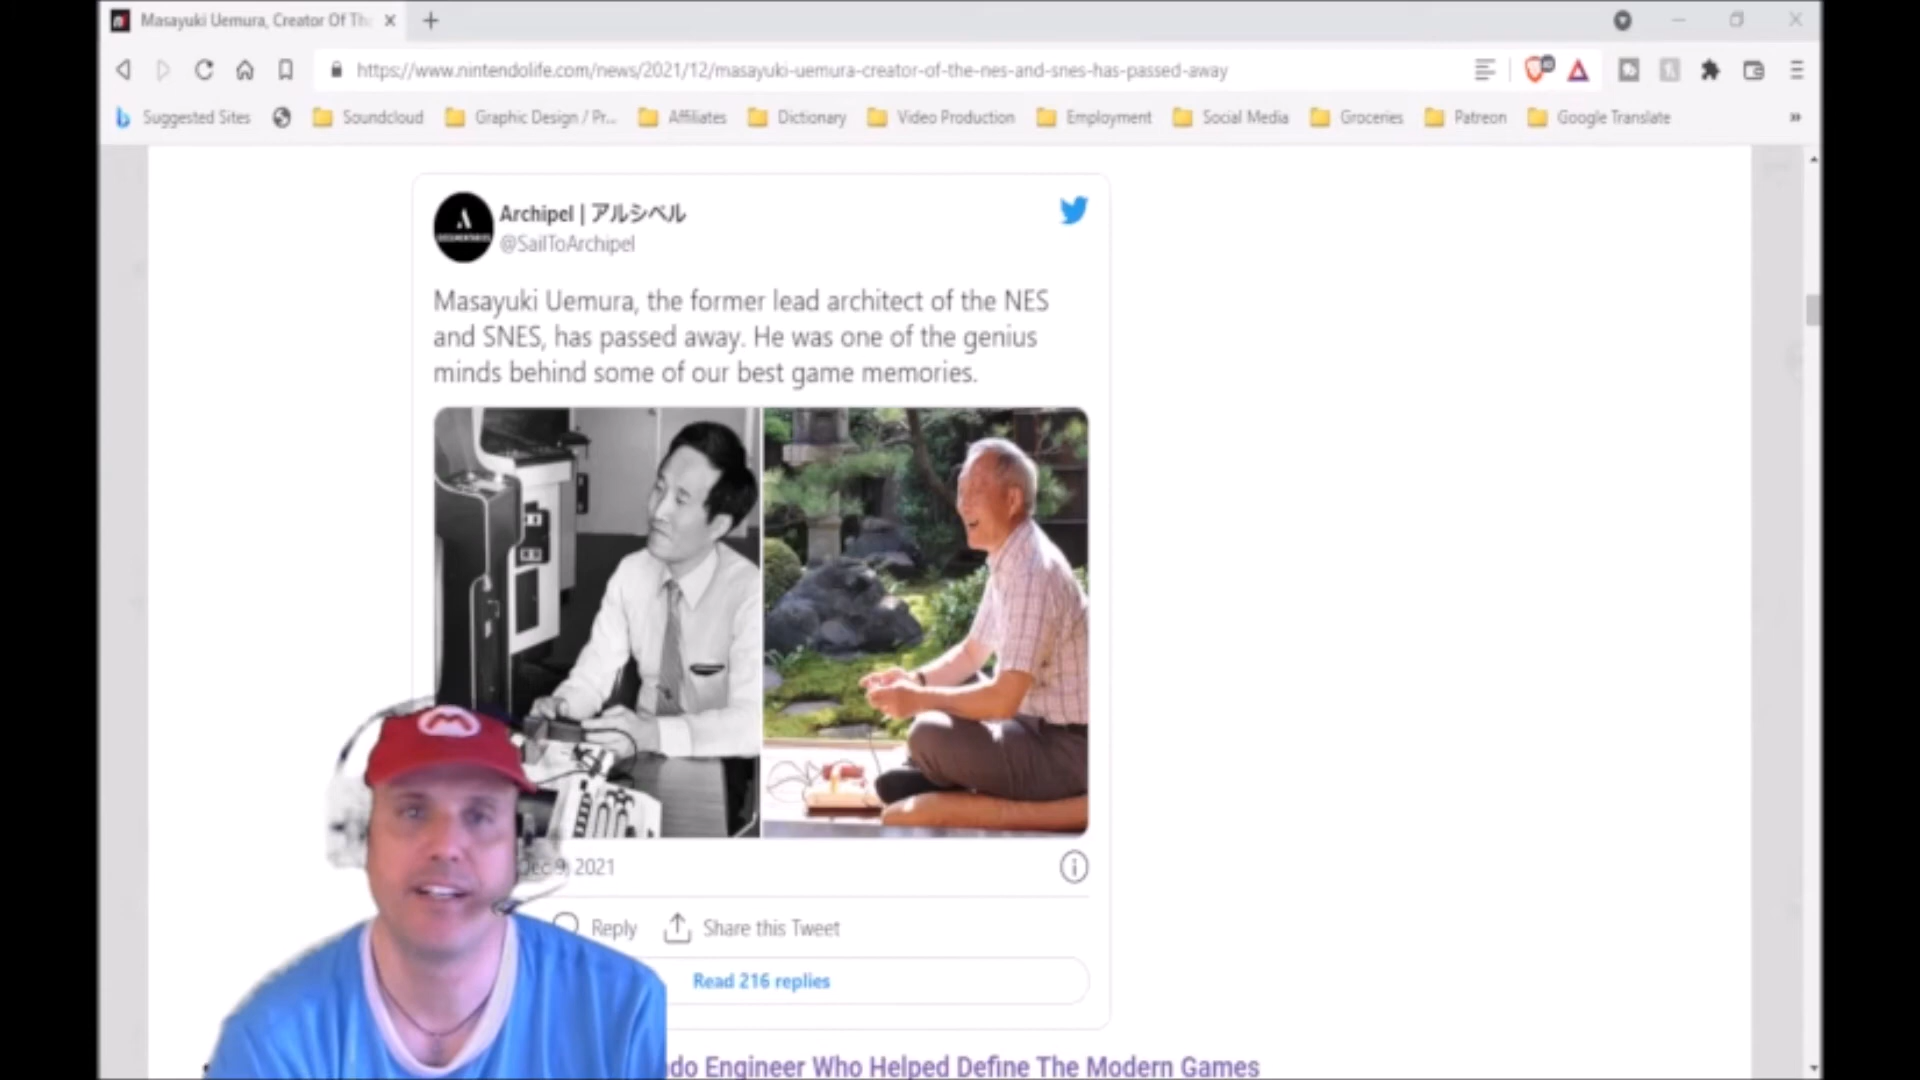 Masayuki Uemura, Creator Of Th
https://www.nintendolife.com/news/2021/12/masayuki-uemura-creator-of-the-nes-and-snes-has-passed-away
Suggested Sites
Soundcloud
Graphic Design / Pr...
Affiliates
Dictionary
Video Production
Employment
Social Media
Groceries
Patreon
Google Translate
»
Archipel | アルシペル
@SailToArchipel
Masayuki Uemura, the former lead architect of the NES
and SNES, has passed away. He was one of the genius
minds behind some of our best game memories.
M
Dec 9, 2021
Reply
Share this Tweet
Read 216 replies
Engineer Who Helped Define The Modern Games